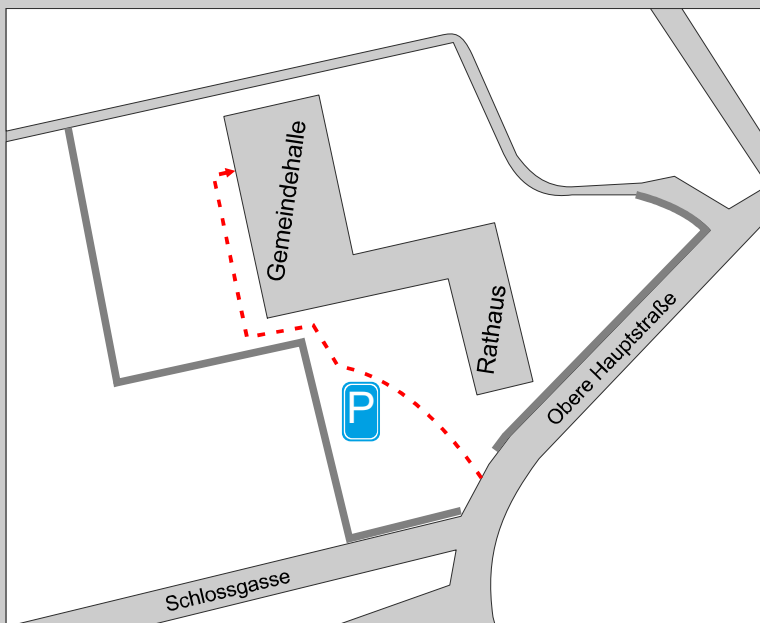 Gemeindehalle
Rathaus
P
Obere Hauptstraße
Schlossgasse